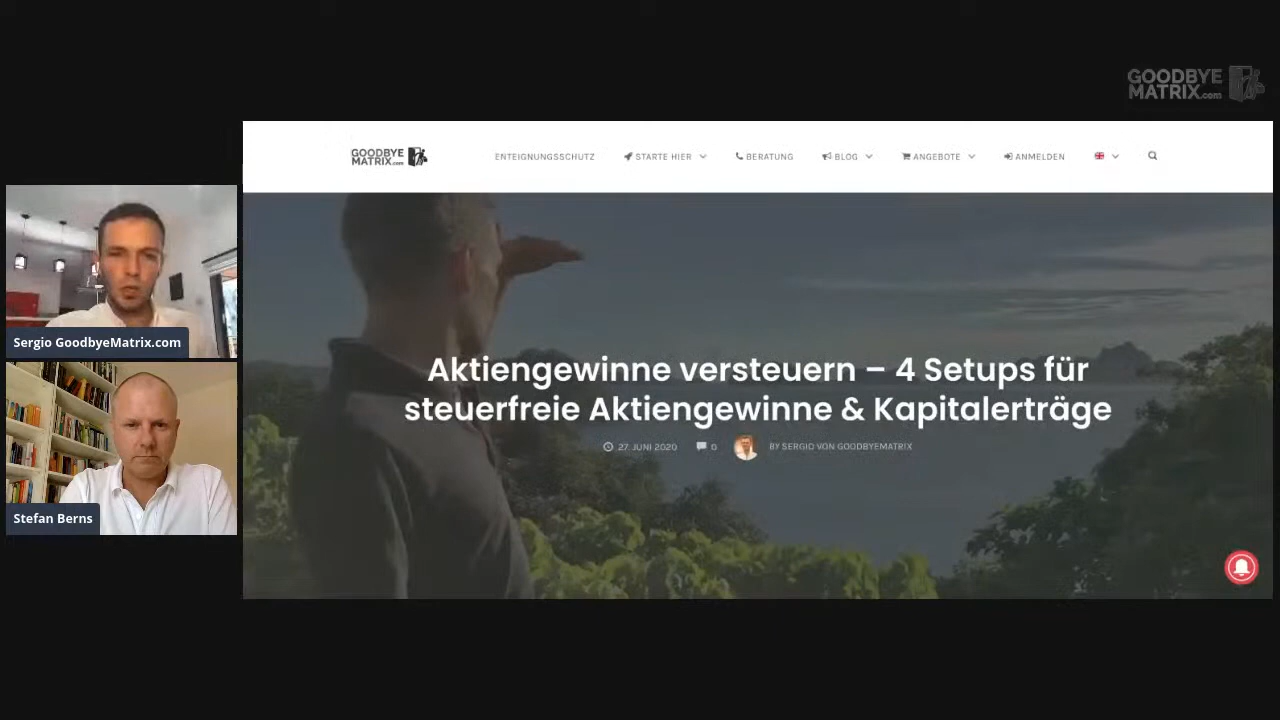 GOODBYE
MATRIX.com
GOODBYE
MATRIX.com
ENTEIGNUNGSSCHUTZ
STARTE HIER
BERATUNG
BLOG
ANGEBOTE
ANMELDEN
Sergio GoodbyeMatrix.com
Stefan Berns
Aktiengewinne versteuern – 4 Setups für
steuerfreie Aktiengewinne & Kapitalerträge
27. JUNI 2020
0
BY SERGIO VON GOODBYEMATRIX